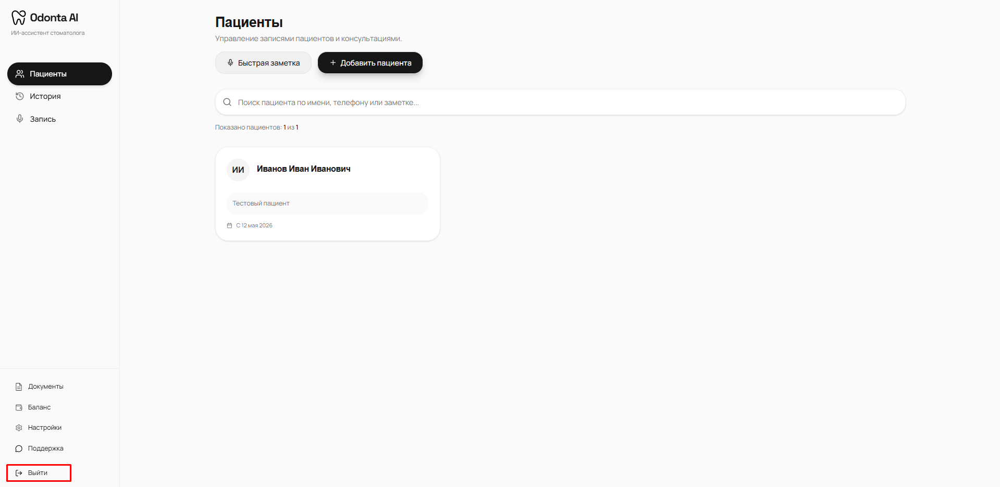 Odonta AI
ИИ-ассистент стоматолога
Пациенты
История
Запись
Документы
Баланс
Настройки
Поддержка
Выйти
Пациенты
Управление записями пациентов и консультациями.
Быстрая заметка
Добавить пациента
Поиск пациента по имени, телефону или заметке...
Показано пациентов: 1 из 1
ИИ
Иванов Иван Иванович
Тестовый пациент
С 12 мая 2026